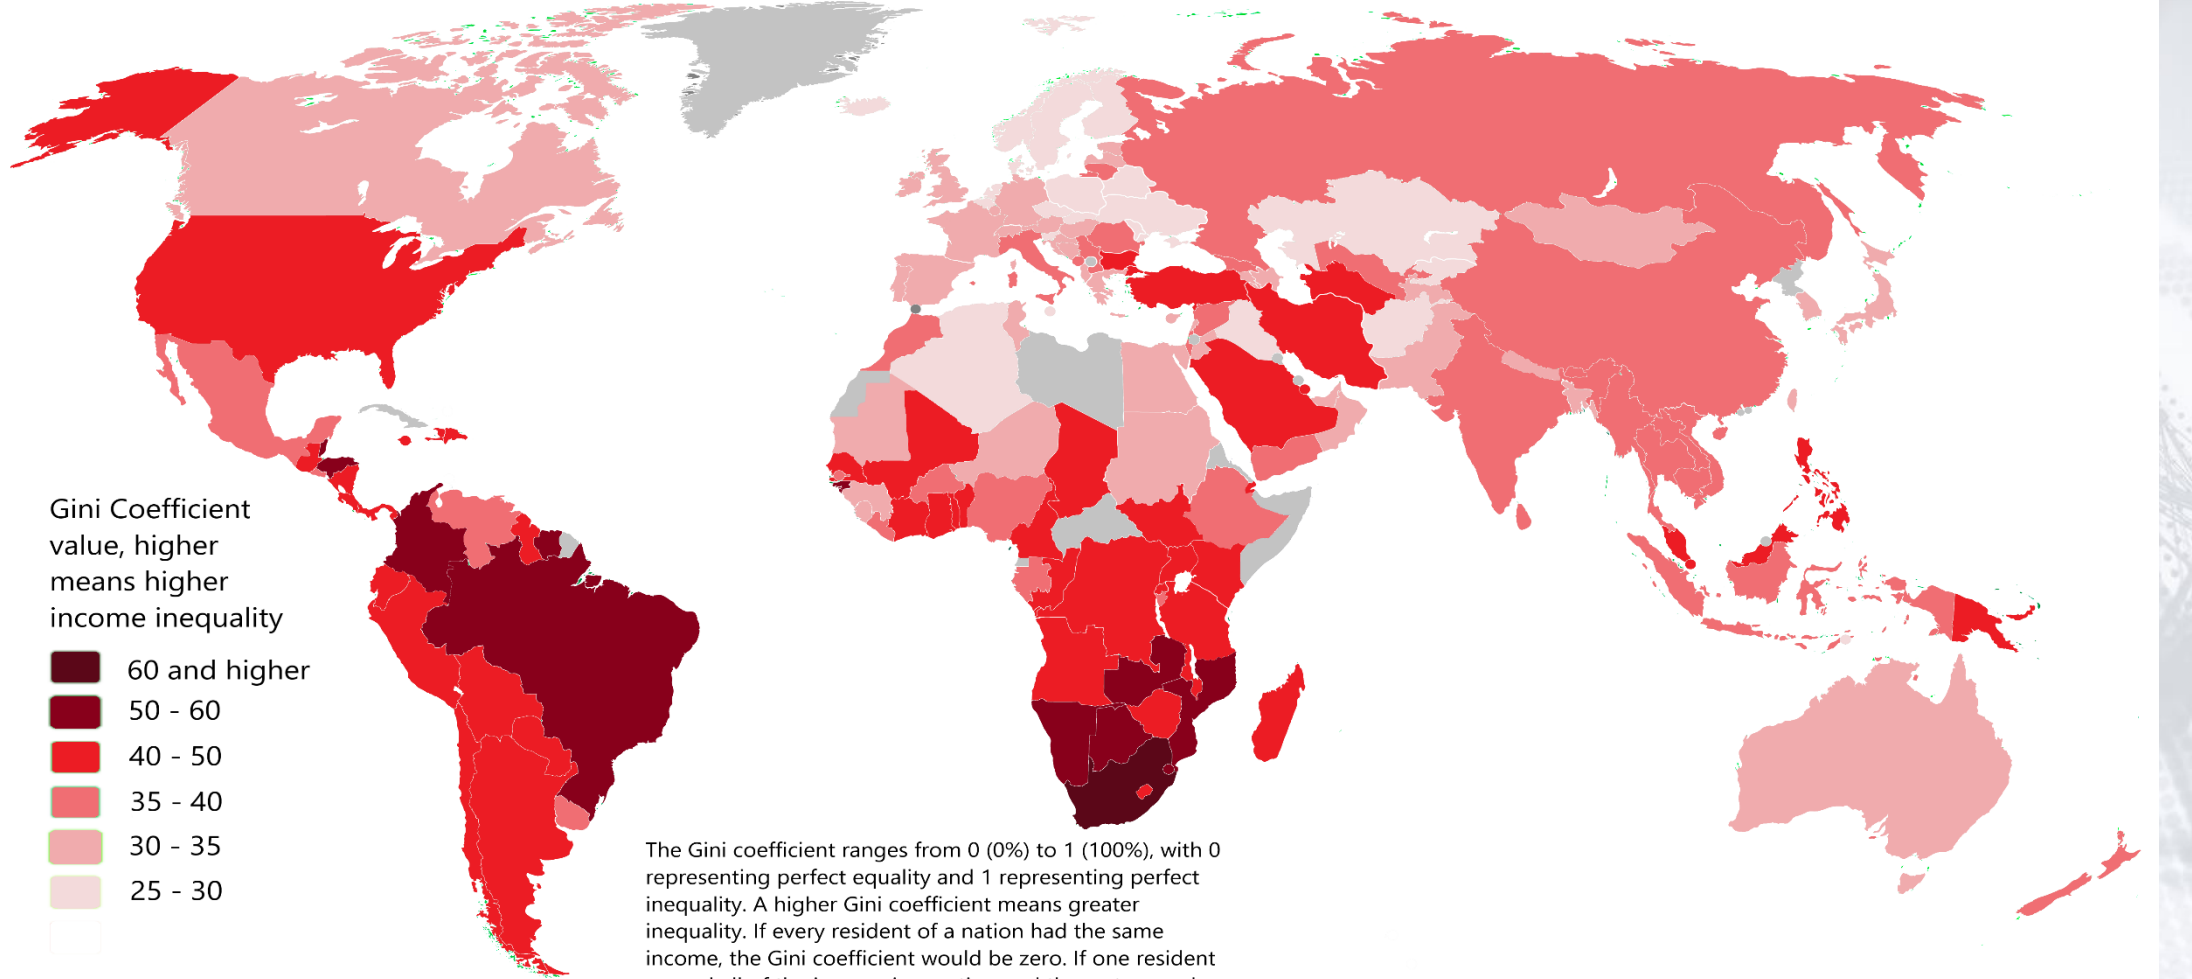 Gini Coefficient
value, higher
means higher
income inequality
60 and higher
50 - 60
40 - 50
35 - 40
30 - 35
25 - 30
The Gini coefficient ranges from 0 (0%) to 1 (100%), with 0
representing perfect equality and 1 representing perfect
inequality. A higher Gini coefficient means greater
inequality. If every resident of a nation had the same
income, the Gini coefficient would be zero. If one resident